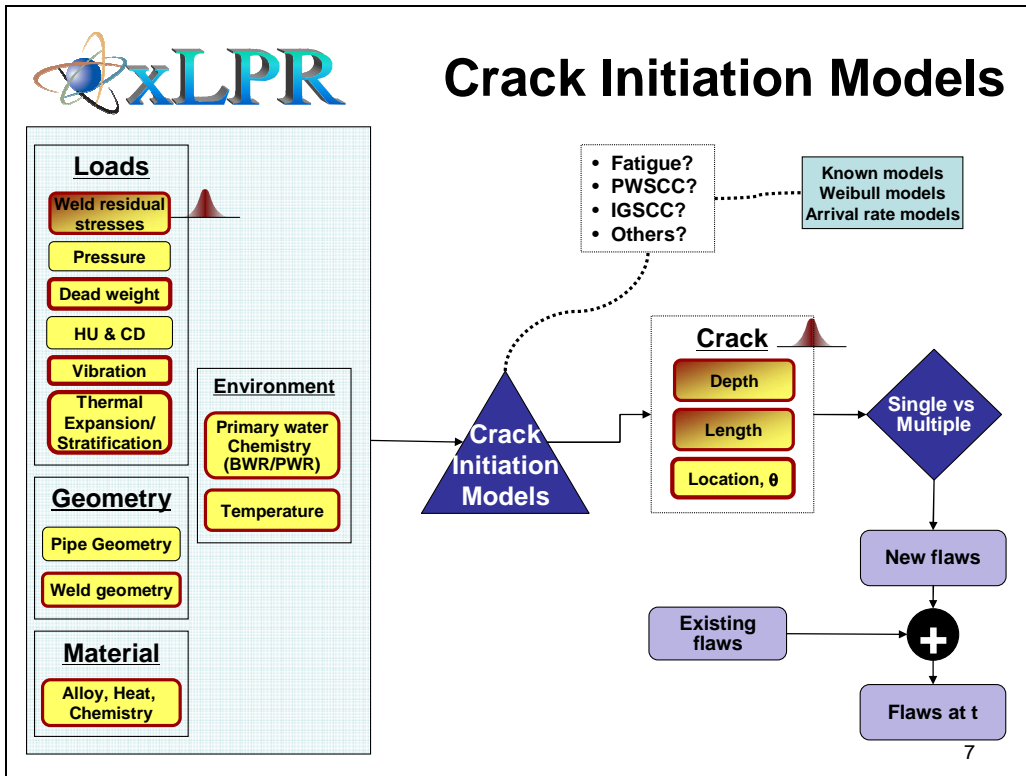 xLPR
Crack Initiation Models
Loads
Weld residual
stresses
Pressure
Dead weight
HU & CD
Vibration
Thermal
Expansion/
Stratification
Geometry
Pipe Geometry
Weld geometry
Material
Alloy, Heat,
Chemistry
Environment
Primary water
Chemistry
(BWR/PWR)
Temperature
Crack
Initiation
Models
• Fatigue?
• PWSCC?
• IGSCC?
• Others?
Known models
Weibull models
Arrival rate models
Crack
Depth
Length
Location, θ
Single vs
Multiple
New flaws
Existing
flaws
+
Flaws at t
7